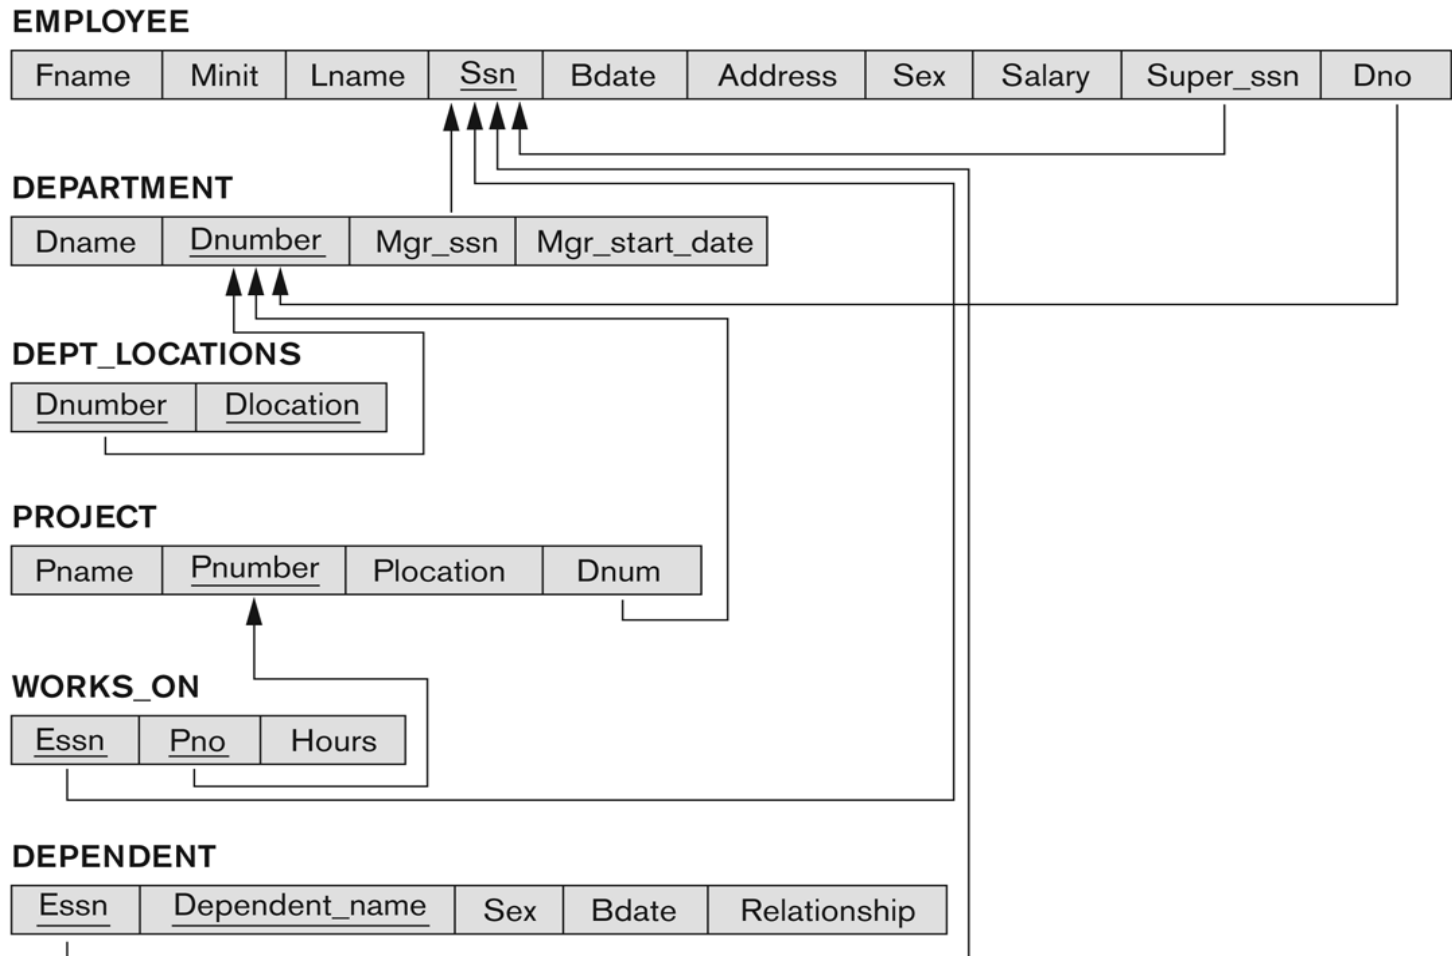 EMPLOYEE
Fname Minit Lname Ssn Bdate Address Sex Salary Super_ssn Dno
DEPARTMENT
Dname Dnumber Mgr_ssn Mgr_start_date
DEPT_LOCATIONS
Dnumber Dlocation
PROJECT
Pname Pnumber Plocation Dnum
WORKS_ON
Essn Pno Hours
DEPENDENT
Essn Dependent_name Sex Bdate Relationship